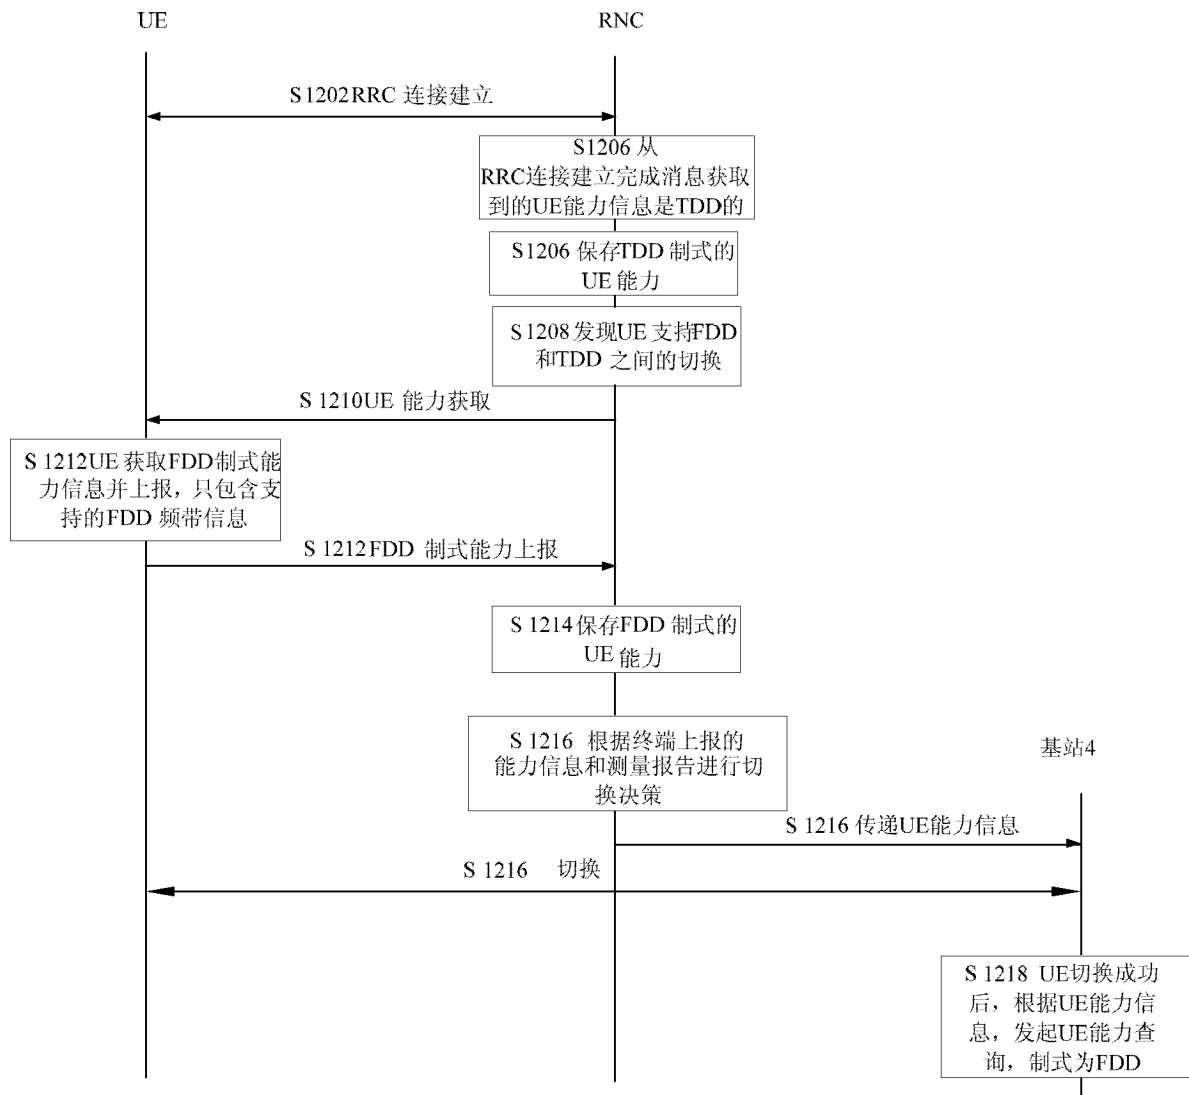 UE
RNC
S1202RRC 连接建立
S1206 从
RRC连接建立完成消息获取
到的UE能力信息是TDD的
S1206 保存TDD 制式的
UE 能力
S1208 发现UE 支持FDD
和TDD 之间的切换
S 1210UE 能力获取
S 1212UE 获取FDD制式能
力信息并上报，只包含支
持的FDD 频带信息
S 1212FDD 制式能力上报
S 1214保存FDD 制式的
UE 能力
S 1216 根据终端上报的
能力信息和测量报告进行切
换决策
基站4
S 1216 传递UE能力信息
S 1216 切换
S 1218 UE切换成功
后，根据UE能力信
息，发起UE能力查
询，制式为FDD